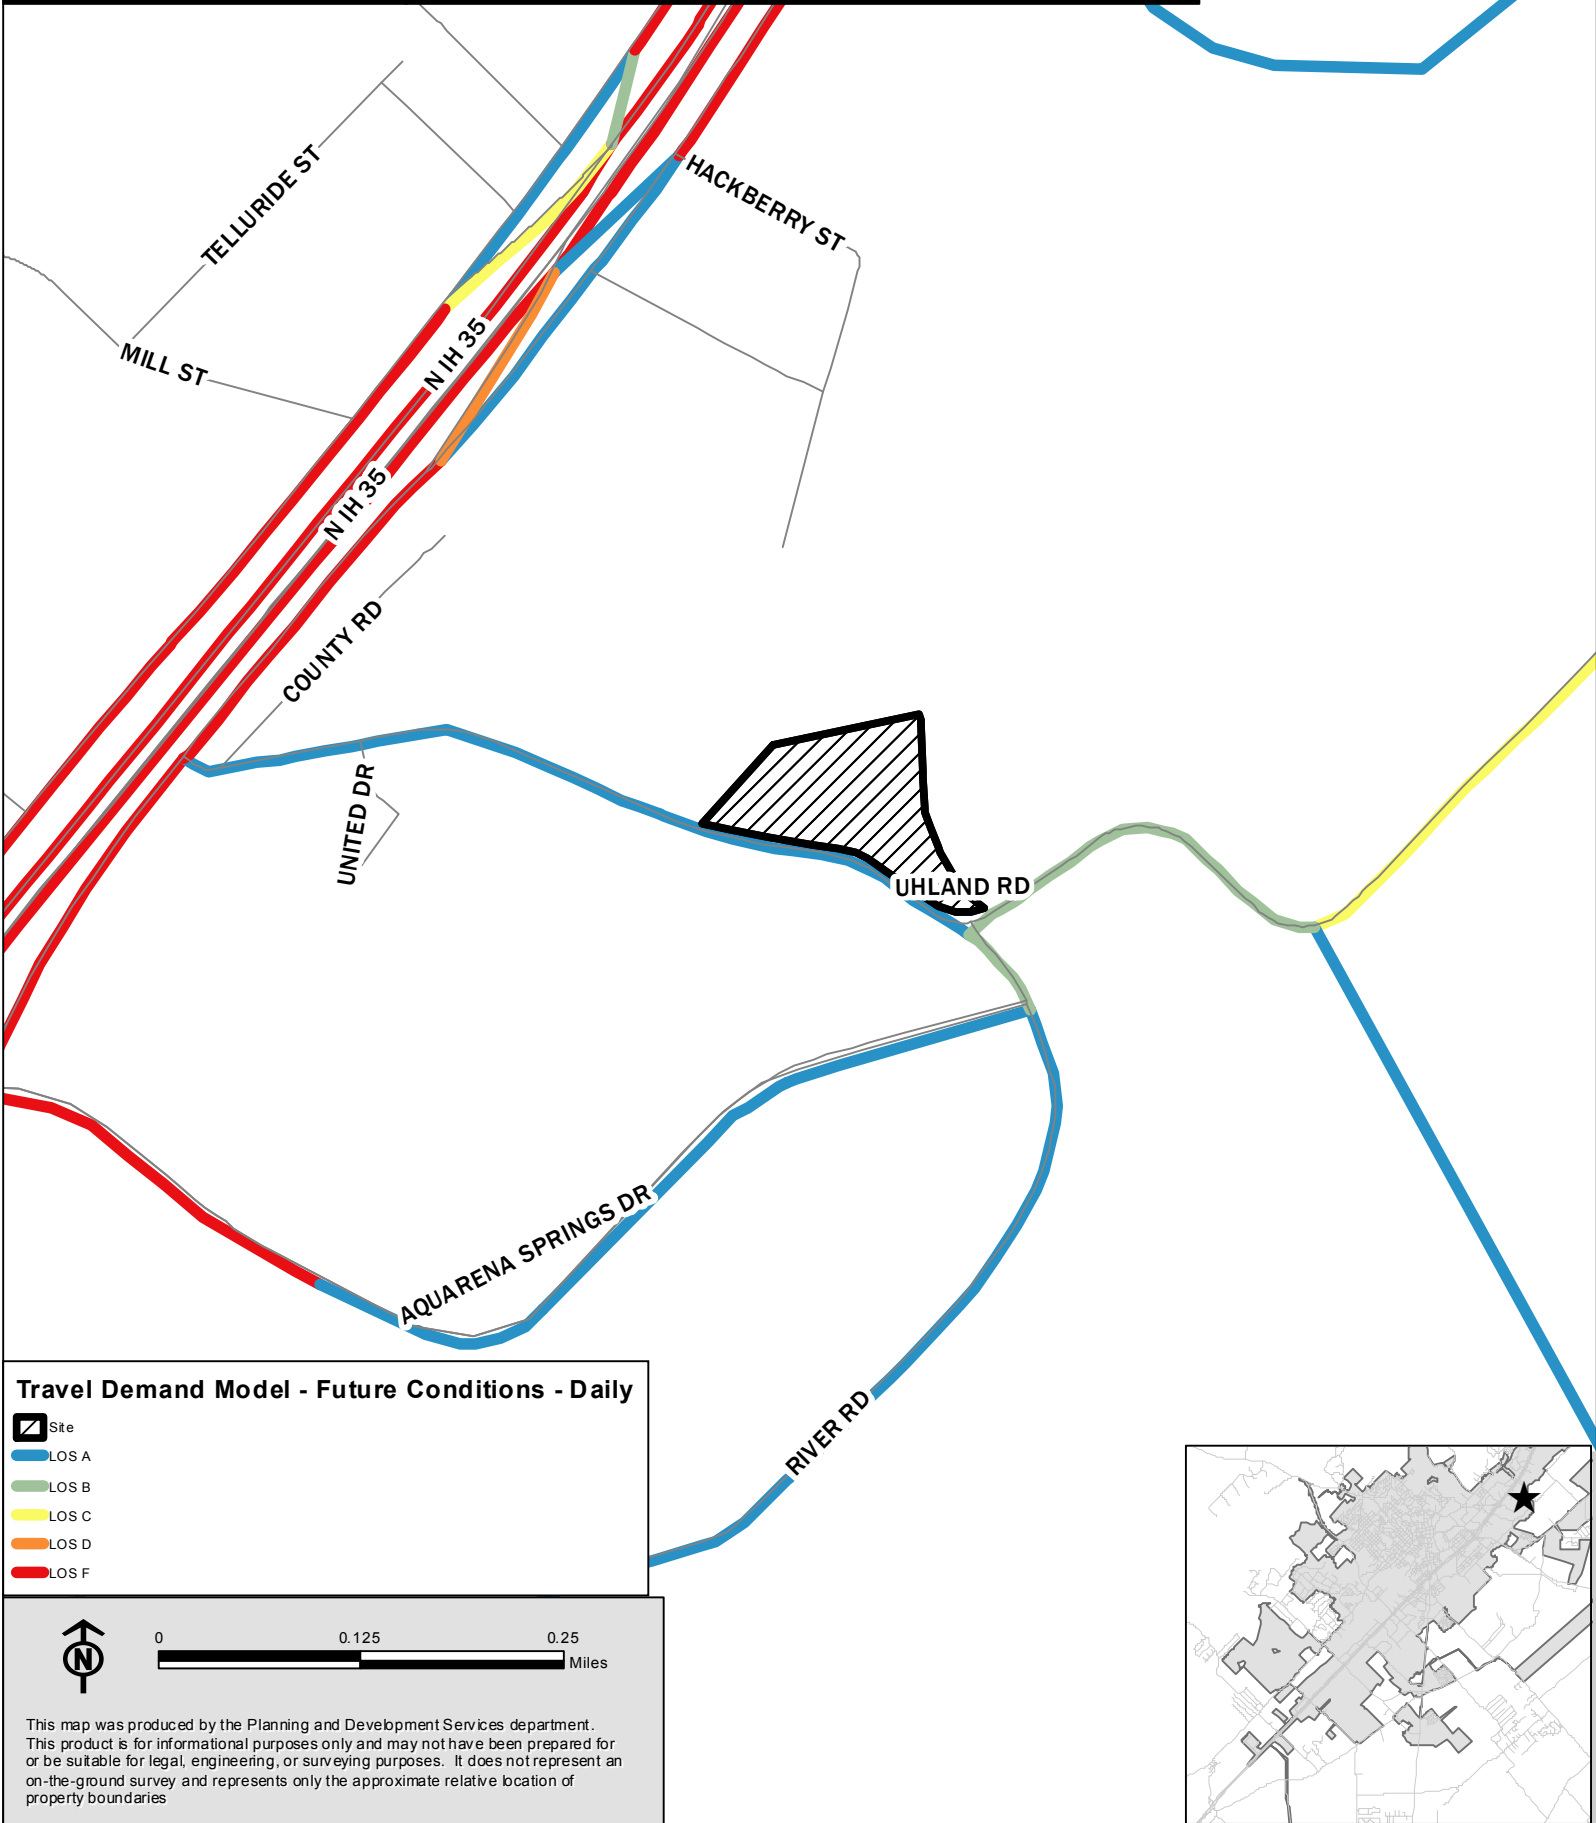 HACKBERRY ST
TELLURIDE ST
N IH 35
MILL ST
N IH 35
COUNTY RD
UNITED DR
UHLAND RD
AQUARENA SPRINGS DR
RIVER RD
Travel Demand Model - Future Conditions - Daily
Site
LOS A
LOS B
LOS C
LOS D
LOS F
N
0 0.125 0.25
Miles
This map was produced by the Planning and Development Services department.
This product is for informational purposes only and may not have been prepared for
or be suitable for legal, engineering, or surveying purposes. It does not represent an
on-the-ground survey and represents only the approximate relative location of
property boundaries